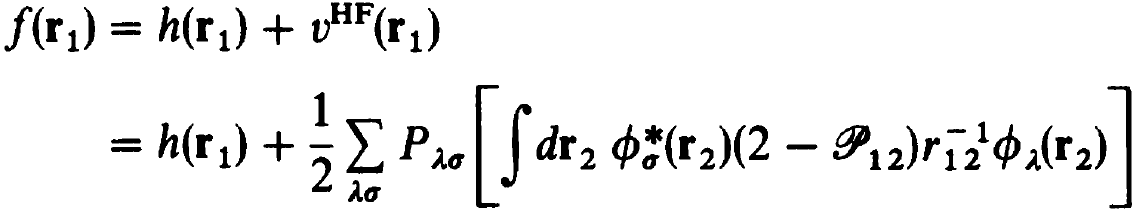 f(r₁) = h(r₁) + v^HF(r₁)
= h(r₁) + 1/2 ∑_λσ P_λσ [∫ dr₂ φ*_σ(r₂)(2 − 𝒫₁₂)r₁₂⁻¹φ_λ(r₂)]